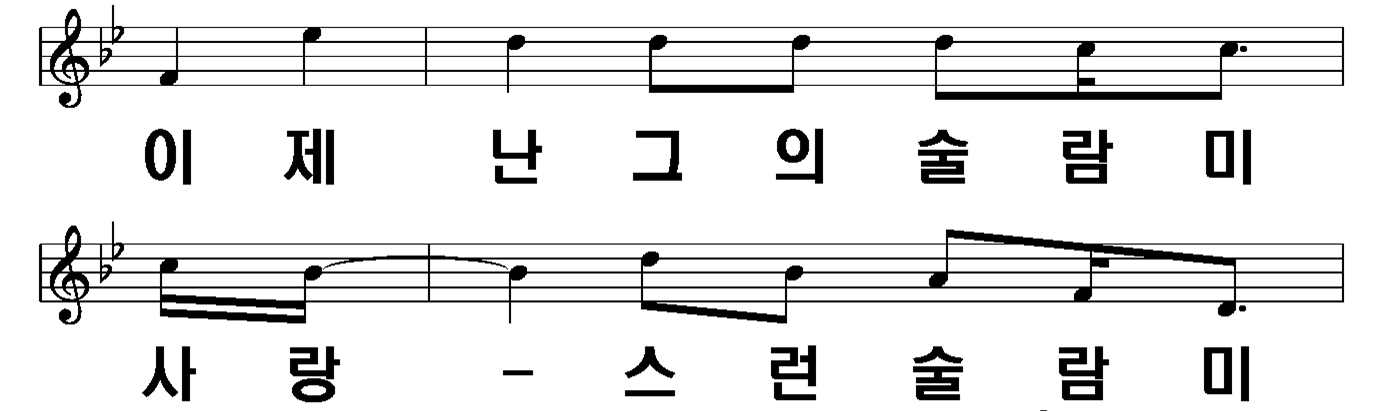 이 제 난 그 의 술 람 미
사 랑 - 스 런 술 람 미